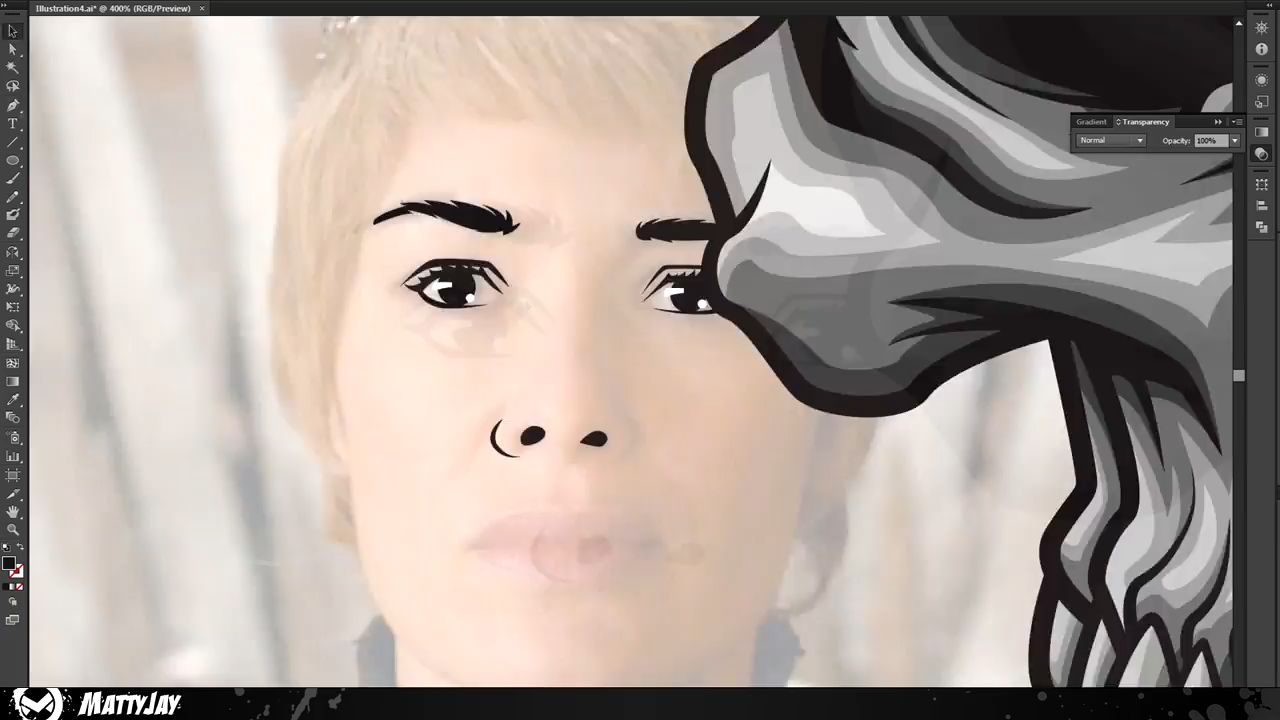 Illustration4.ai* @ 400% (RGB/Preview)
Gradient
Transparency
Normal
Opacity:
100%
MATTYJAY